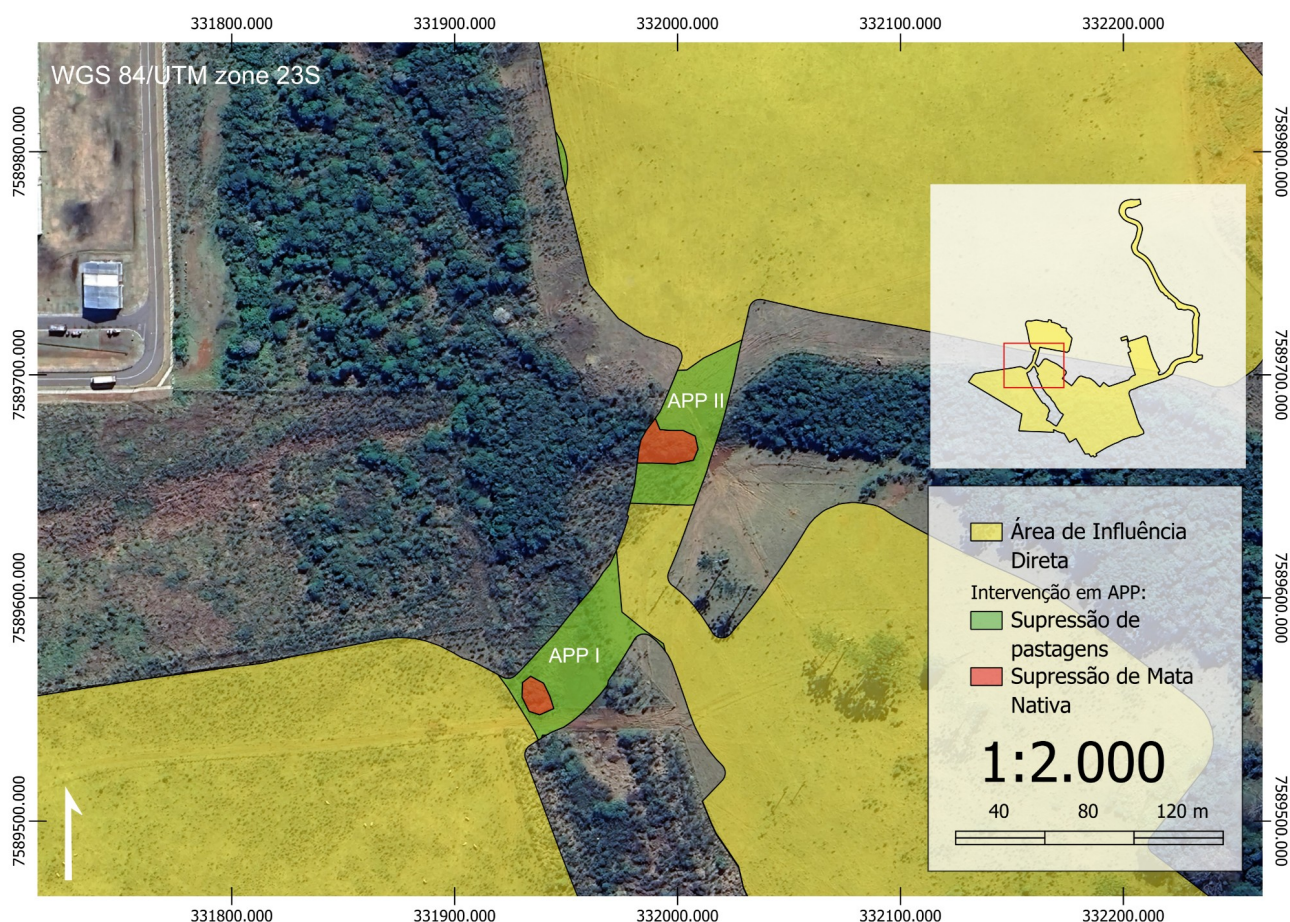 331800.000 331900.000 332000.000 332100.000 332200.000
WGS 84/UTM zone 23S
7589800.000 7589800.000
7589700.000 7589700.000
APP II
Área de Influência
Direta
Intervenção em APP:
Supressão de
pastagens
Supressão de Mata
Nativa
7589600.000 7589600.000
APP I
1:2.000
40 80 120 m
7589500.000 7589500.000
331800.000 331900.000 332000.000 332100.000 332200.000